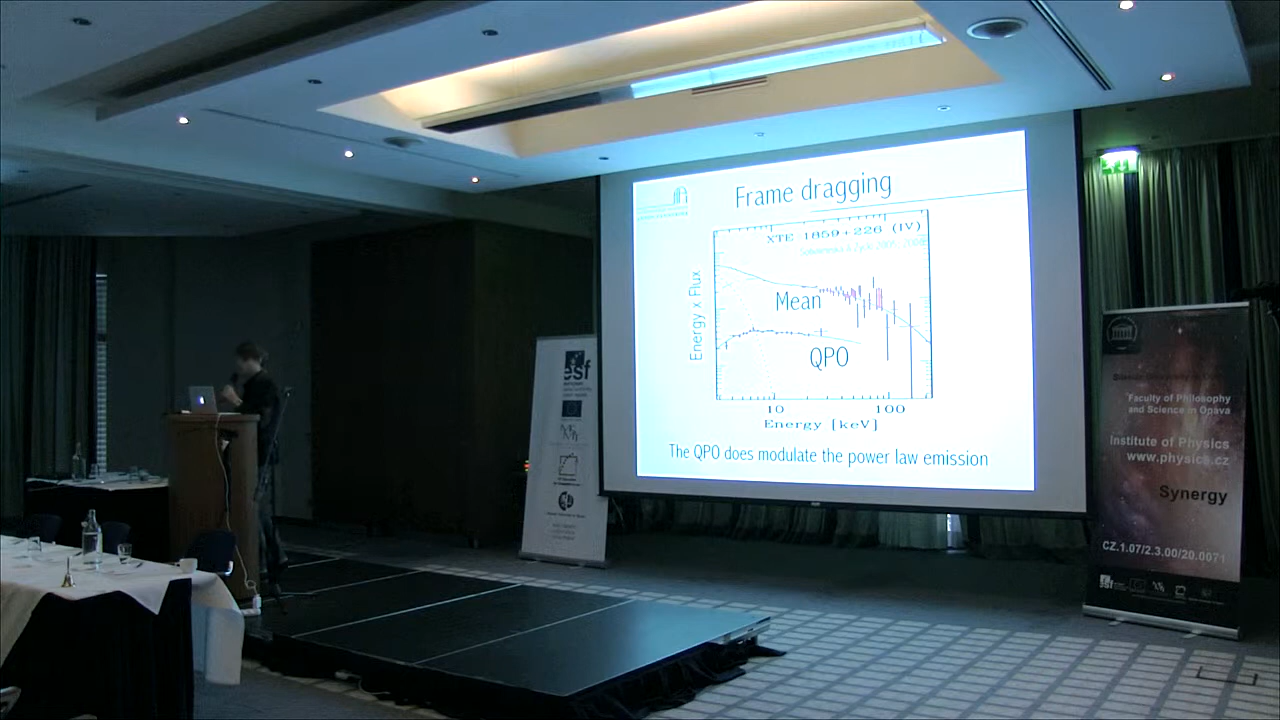 Frame dragging
XTE 1859+226 (IV)
Energy x Flux
Mean
QPO
10
100
Energy [keV]
The QPO does modulate the power law emission
esf
Faculty of Philosophy
and Science in Opava
Institute of Physics
www.physics.cz
Synergy
CZ.1.07/2.3.00/20.0071
esf